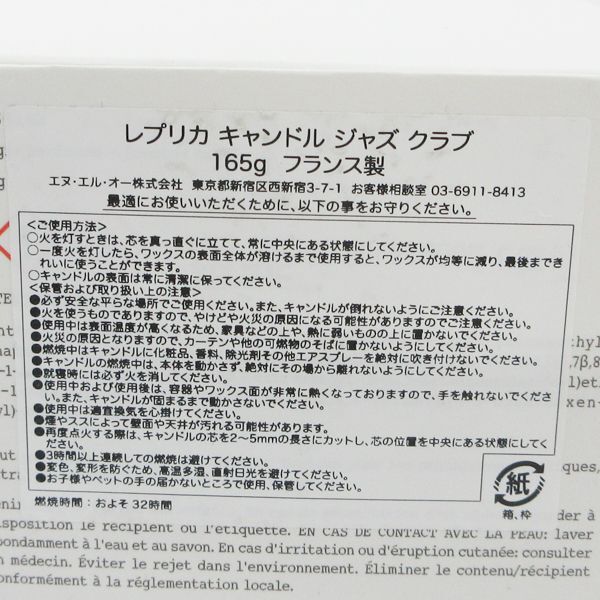 レプリカ キャンドル ジャズ クラブ
165g フランス製
エヌ・エル・オー株式会社 東京都新宿区西新宿3-7-1 お客様相談室 03-6911-8413
最適にお使いいただくために、以下の事をお守りください。
<ご使用方法>
○火を灯すときは、芯を真っ直ぐに立てて、常に中央にある状態にしてください。
○一度火を灯したら、ワックスの表面全体が溶けるまで使用すると、ワックスが均等に減り、最後まできれいに使うことができます。
○キャンドルの表面は常に清潔に保ってください。
<保管および取り扱い上の注意>
●必ず安全な平らな場所でご使用ください。また、キャンドルが倒れないようにご注意ください。
●火を使うものでありますので、やけどや火災の原因になる可能性がありますのでご注意ください。
●使用中は表面温度が高くなるため、家具などの上や、熱に弱いものの上に置かないでください。
●火災の原因となりますので、カーテンや他の可燃物のそばに置かないようにしてください。
●燃焼中はキャンドルに化粧品、香料、除光剤その他エアスプレーを絶対に吹き付けないでください。
●キャンドルの燃焼中は、本体を動かさず、絶対にその場から離れないようにしてください。
●就寝時には必ず火を消してください。
●使用中および使用後は、容器やワックス面が非常に熱くなっておりますので、手を触れないでください。また、キャンドルが固まるまで動かさないでください。
●使用中は適宜換気を心掛けてください。
●煙やススによって壁面や天井が汚れる可能性があります。
●再度点火する際は、キャンドルの芯を2~5mmの長さにカットし、芯の位置を中央にある状態にしてください。
●3時間以上連続しての燃焼は避けてください。
●変色、変形を防ぐため、高温多湿、直射日光を避けてください。
●お子様やペットの手の届かないところで使用、保管してください。
燃焼時間：およそ 32時間
紙
箱、枠
isposition le récipient ou l'étiquette. EN CAS DE CONTACT AVEC LA PEAU: laver
bondamment à l'eau et au savon. En cas d'irritation ou d'éruption cutanée: consulter
n médecin. Éviter le rejet dans l'environnement. Éliminer le contenu/récipient
onformément à la réglementation locale.